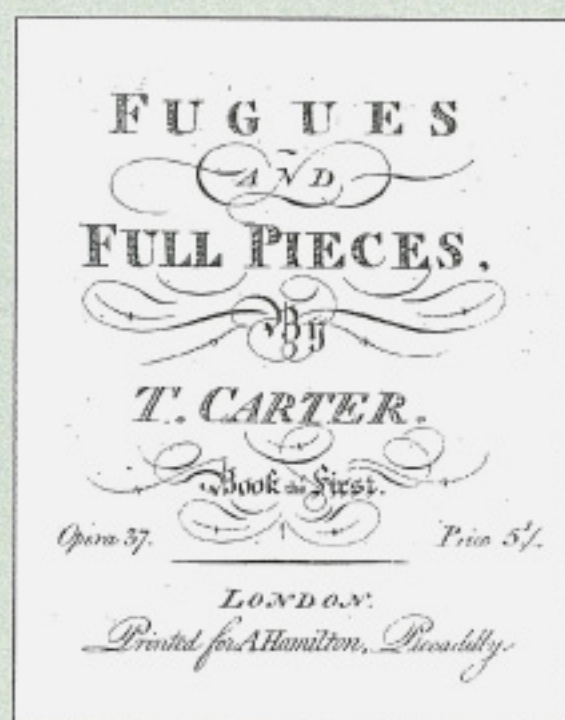 FUGUES
AND
FULL PIECES.
By
T. CARTER.
Book the First.
Opera 37. Price 5/.
LONDON.
Printed for A Hamilton, Piccadilly.